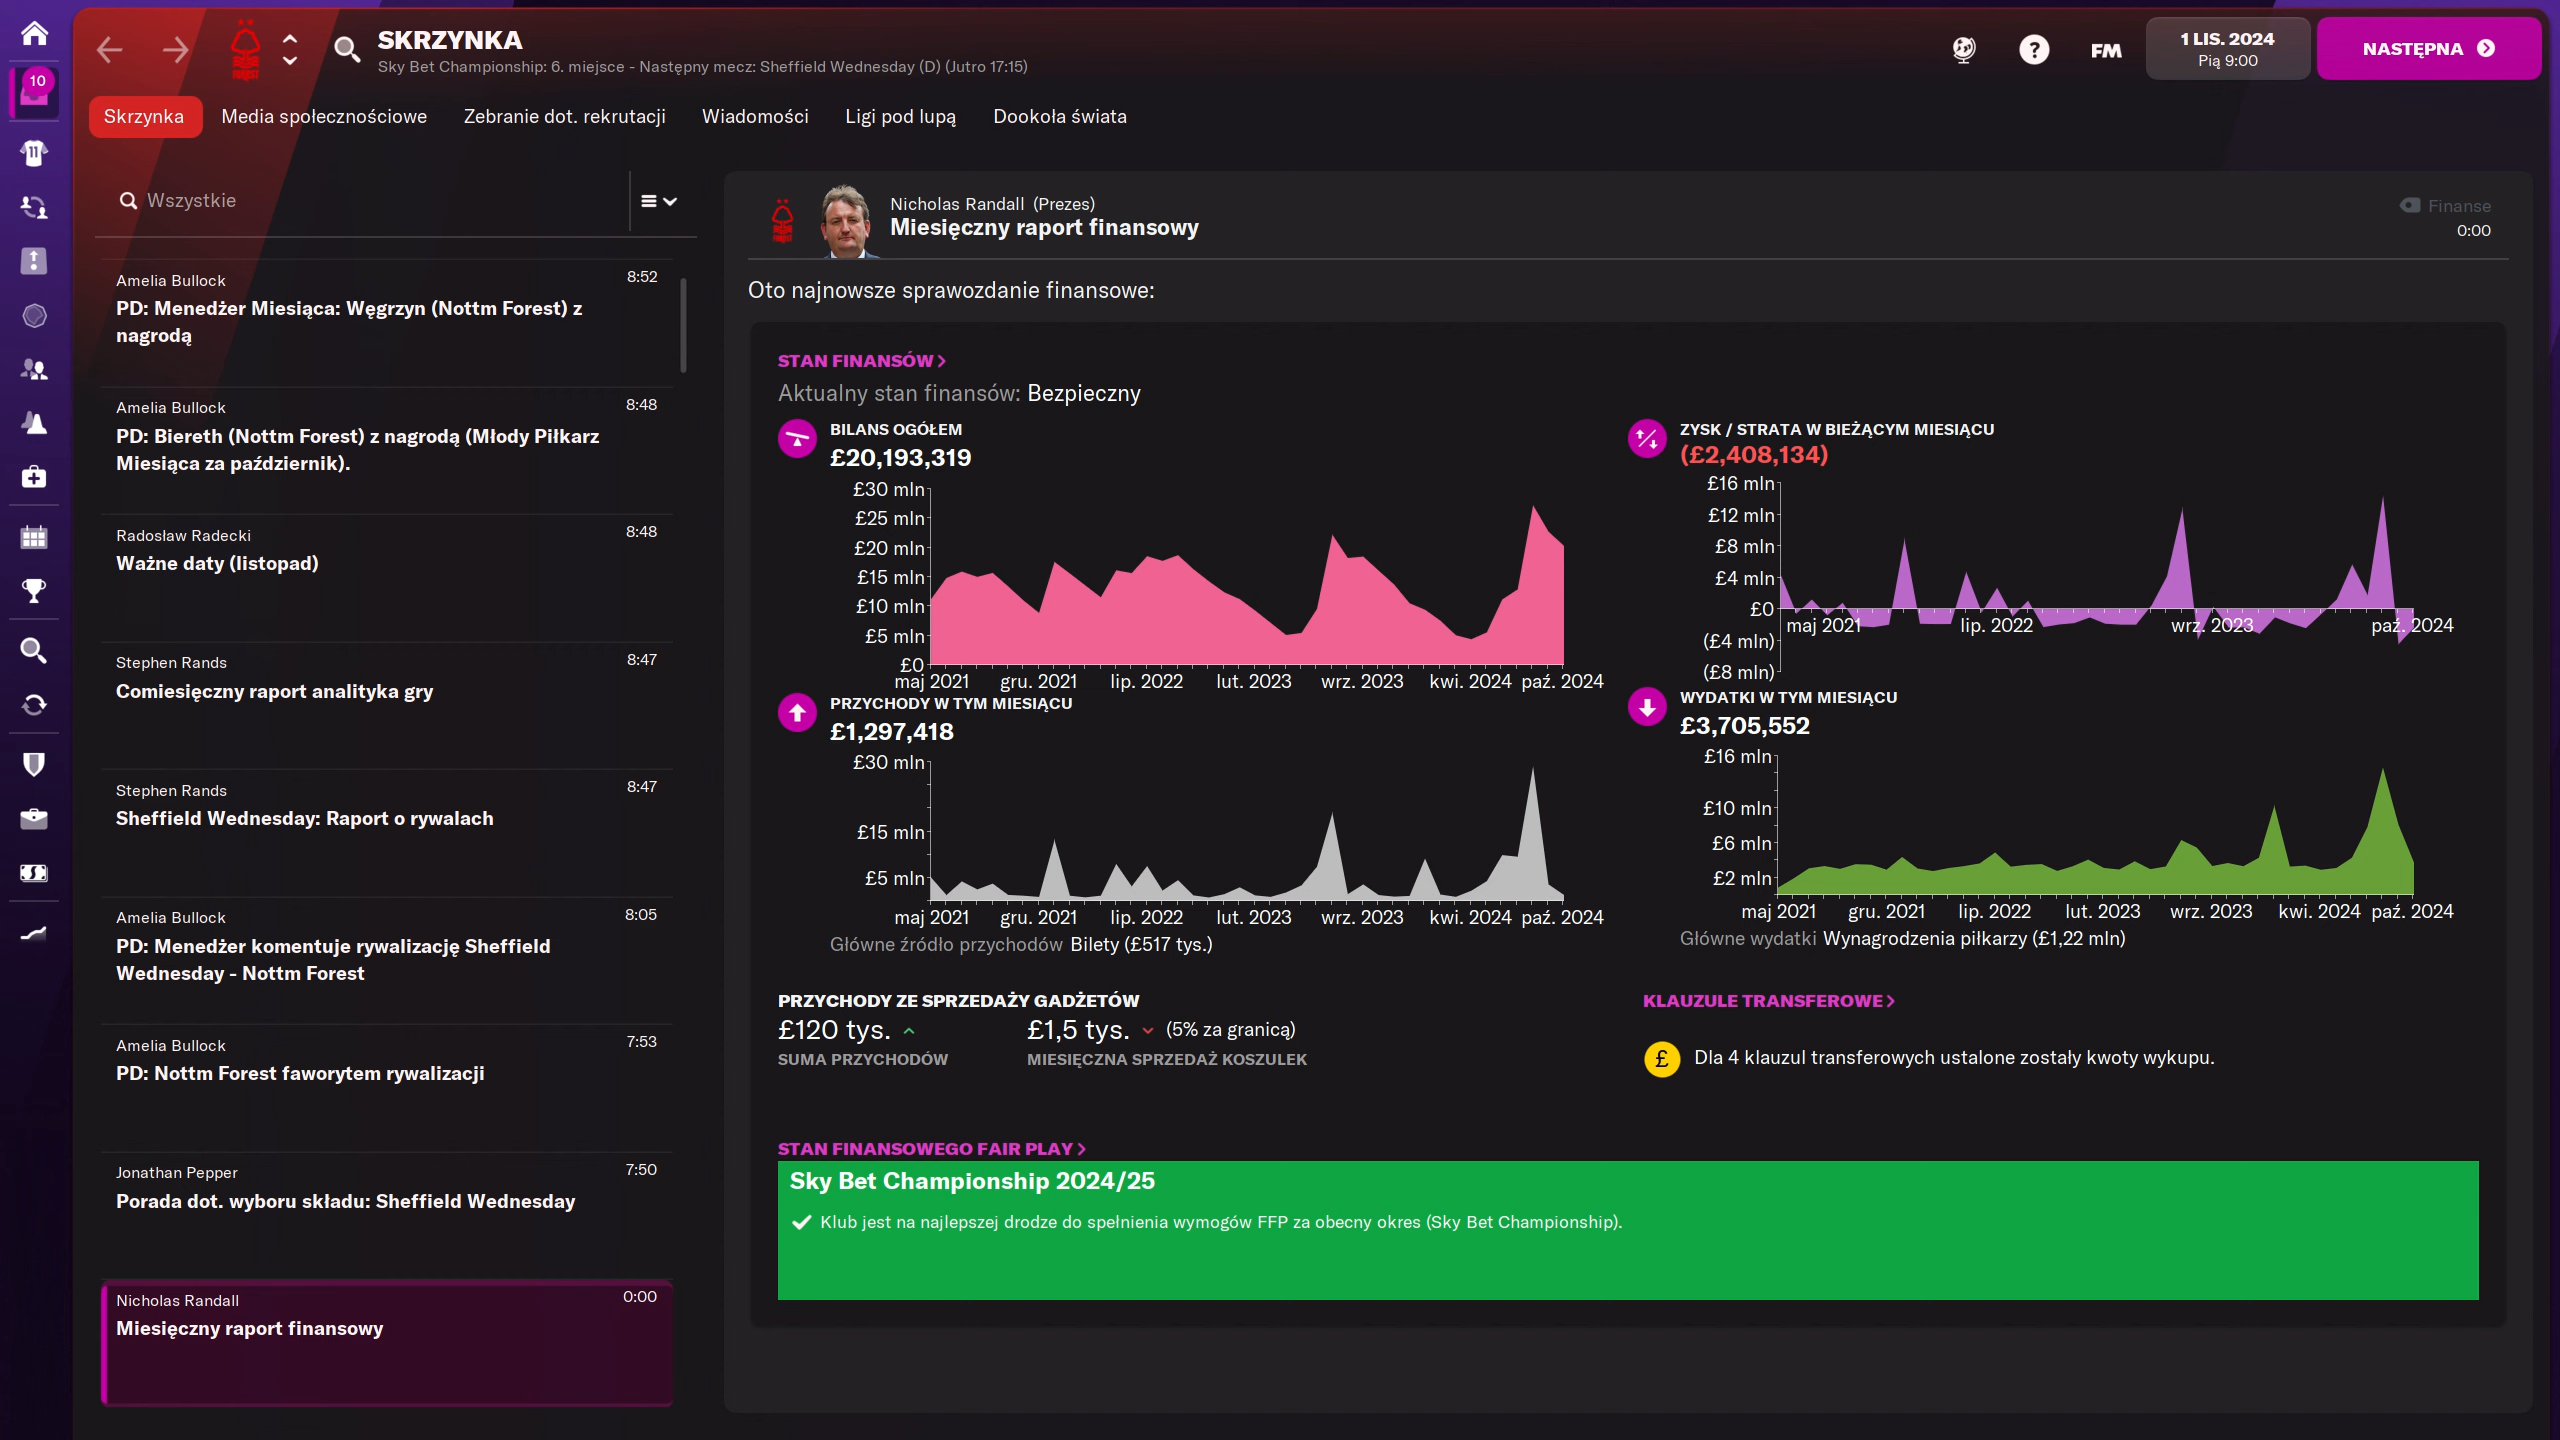 10
SKRZYNKA
Sky Bet Championship: 6. miejsce - Następny mecz: Sheffield Wednesday (D) (Jutro 17:15)
?
FM
1 LIS. 2024
Pią 9:00
NASTĘPNA
Skrzynka
Media społecznościowe
Zebranie dot. rekrutacji
Wiadomości
Ligi pod lupą
Dookoła świata
11
Wszystkie
Amelia Bullock
8:52
PD: Menedżer Miesiąca: Węgrzyn (Nottm Forest) z
nagrodą
Amelia Bullock
8:48
PD: Biereth (Nottm Forest) z nagrodą (Młody Piłkarz
Miesiąca za październik).
Radosław Radecki
8:48
Ważne daty (listopad)
Stephen Rands
8:47
Comiesięczny raport analityka gry
Stephen Rands
8:47
Sheffield Wednesday: Raport o rywalach
Amelia Bullock
8:05
PD: Menedżer komentuje rywalizację Sheffield
Wednesday - Nottm Forest
Amelia Bullock
7:53
PD: Nottm Forest faworytem rywalizacji
Jonathan Pepper
7:50
Porada dot. wyboru składu: Sheffield Wednesday
Nicholas Randall
0:00
Miesięczny raport finansowy
Nicholas Randall (Prezes)
Miesięczny raport finansowy
Finanse
0:00
Oto najnowsze sprawozdanie finansowe:
STAN FINANSÓW
Aktualny stan finansów: Bezpieczny
BILANS OGÓŁEM
£20,193,319
£30 mln
£25 mln
£20 mln
£15 mln
£10 mln
£5 mln
£0
maj 2021 gru. 2021 lip. 2022 lut. 2023 wrz. 2023 kwi. 2024 paź. 2024
ZYSK / STRATA W BIEŻĄCYM MIESIĄCU
(£2,408,134)
£16 mln
£12 mln
£8 mln
£4 mln
£0
(£4 mln)
(£8 mln)
maj 2021 lip. 2022 wrz. 2023 paź. 2024
PRZYCHODY W TYM MIESIĄCU
£1,297,418
£30 mln
£15 mln
£5 mln
maj 2021 gru. 2021 lip. 2022 lut. 2023 wrz. 2023 kwi. 2024 paź. 2024
Główne źródło przychodów Bilety (£517 tys.)
WYDATKI W TYM MIESIĄCU
£3,705,552
£16 mln
£10 mln
£6 mln
£2 mln
maj 2021 gru. 2021 lip. 2022 lut. 2023 wrz. 2023 kwi. 2024 paź. 2024
Główne wydatki Wynagrodzenia piłkarzy (£1,22 mln)
PRZYCHODY ZE SPRZEDAŻY GADŻETÓW
£120 tys.
SUMA PRZYCHODÓW
£1,5 tys. (5% za granicą)
MIESIĘCZNA SPRZEDAŻ KOSZULEK
KLAUZULE TRANSFEROWE
£
Dla 4 klauzul transferowych ustalone zostały kwoty wykupu.
STAN FINANSOWEGO FAIR PLAY
Sky Bet Championship 2024/25
Klub jest na najlepszej drodze do spełnienia wymogów FFP za obecny okres (Sky Bet Championship).